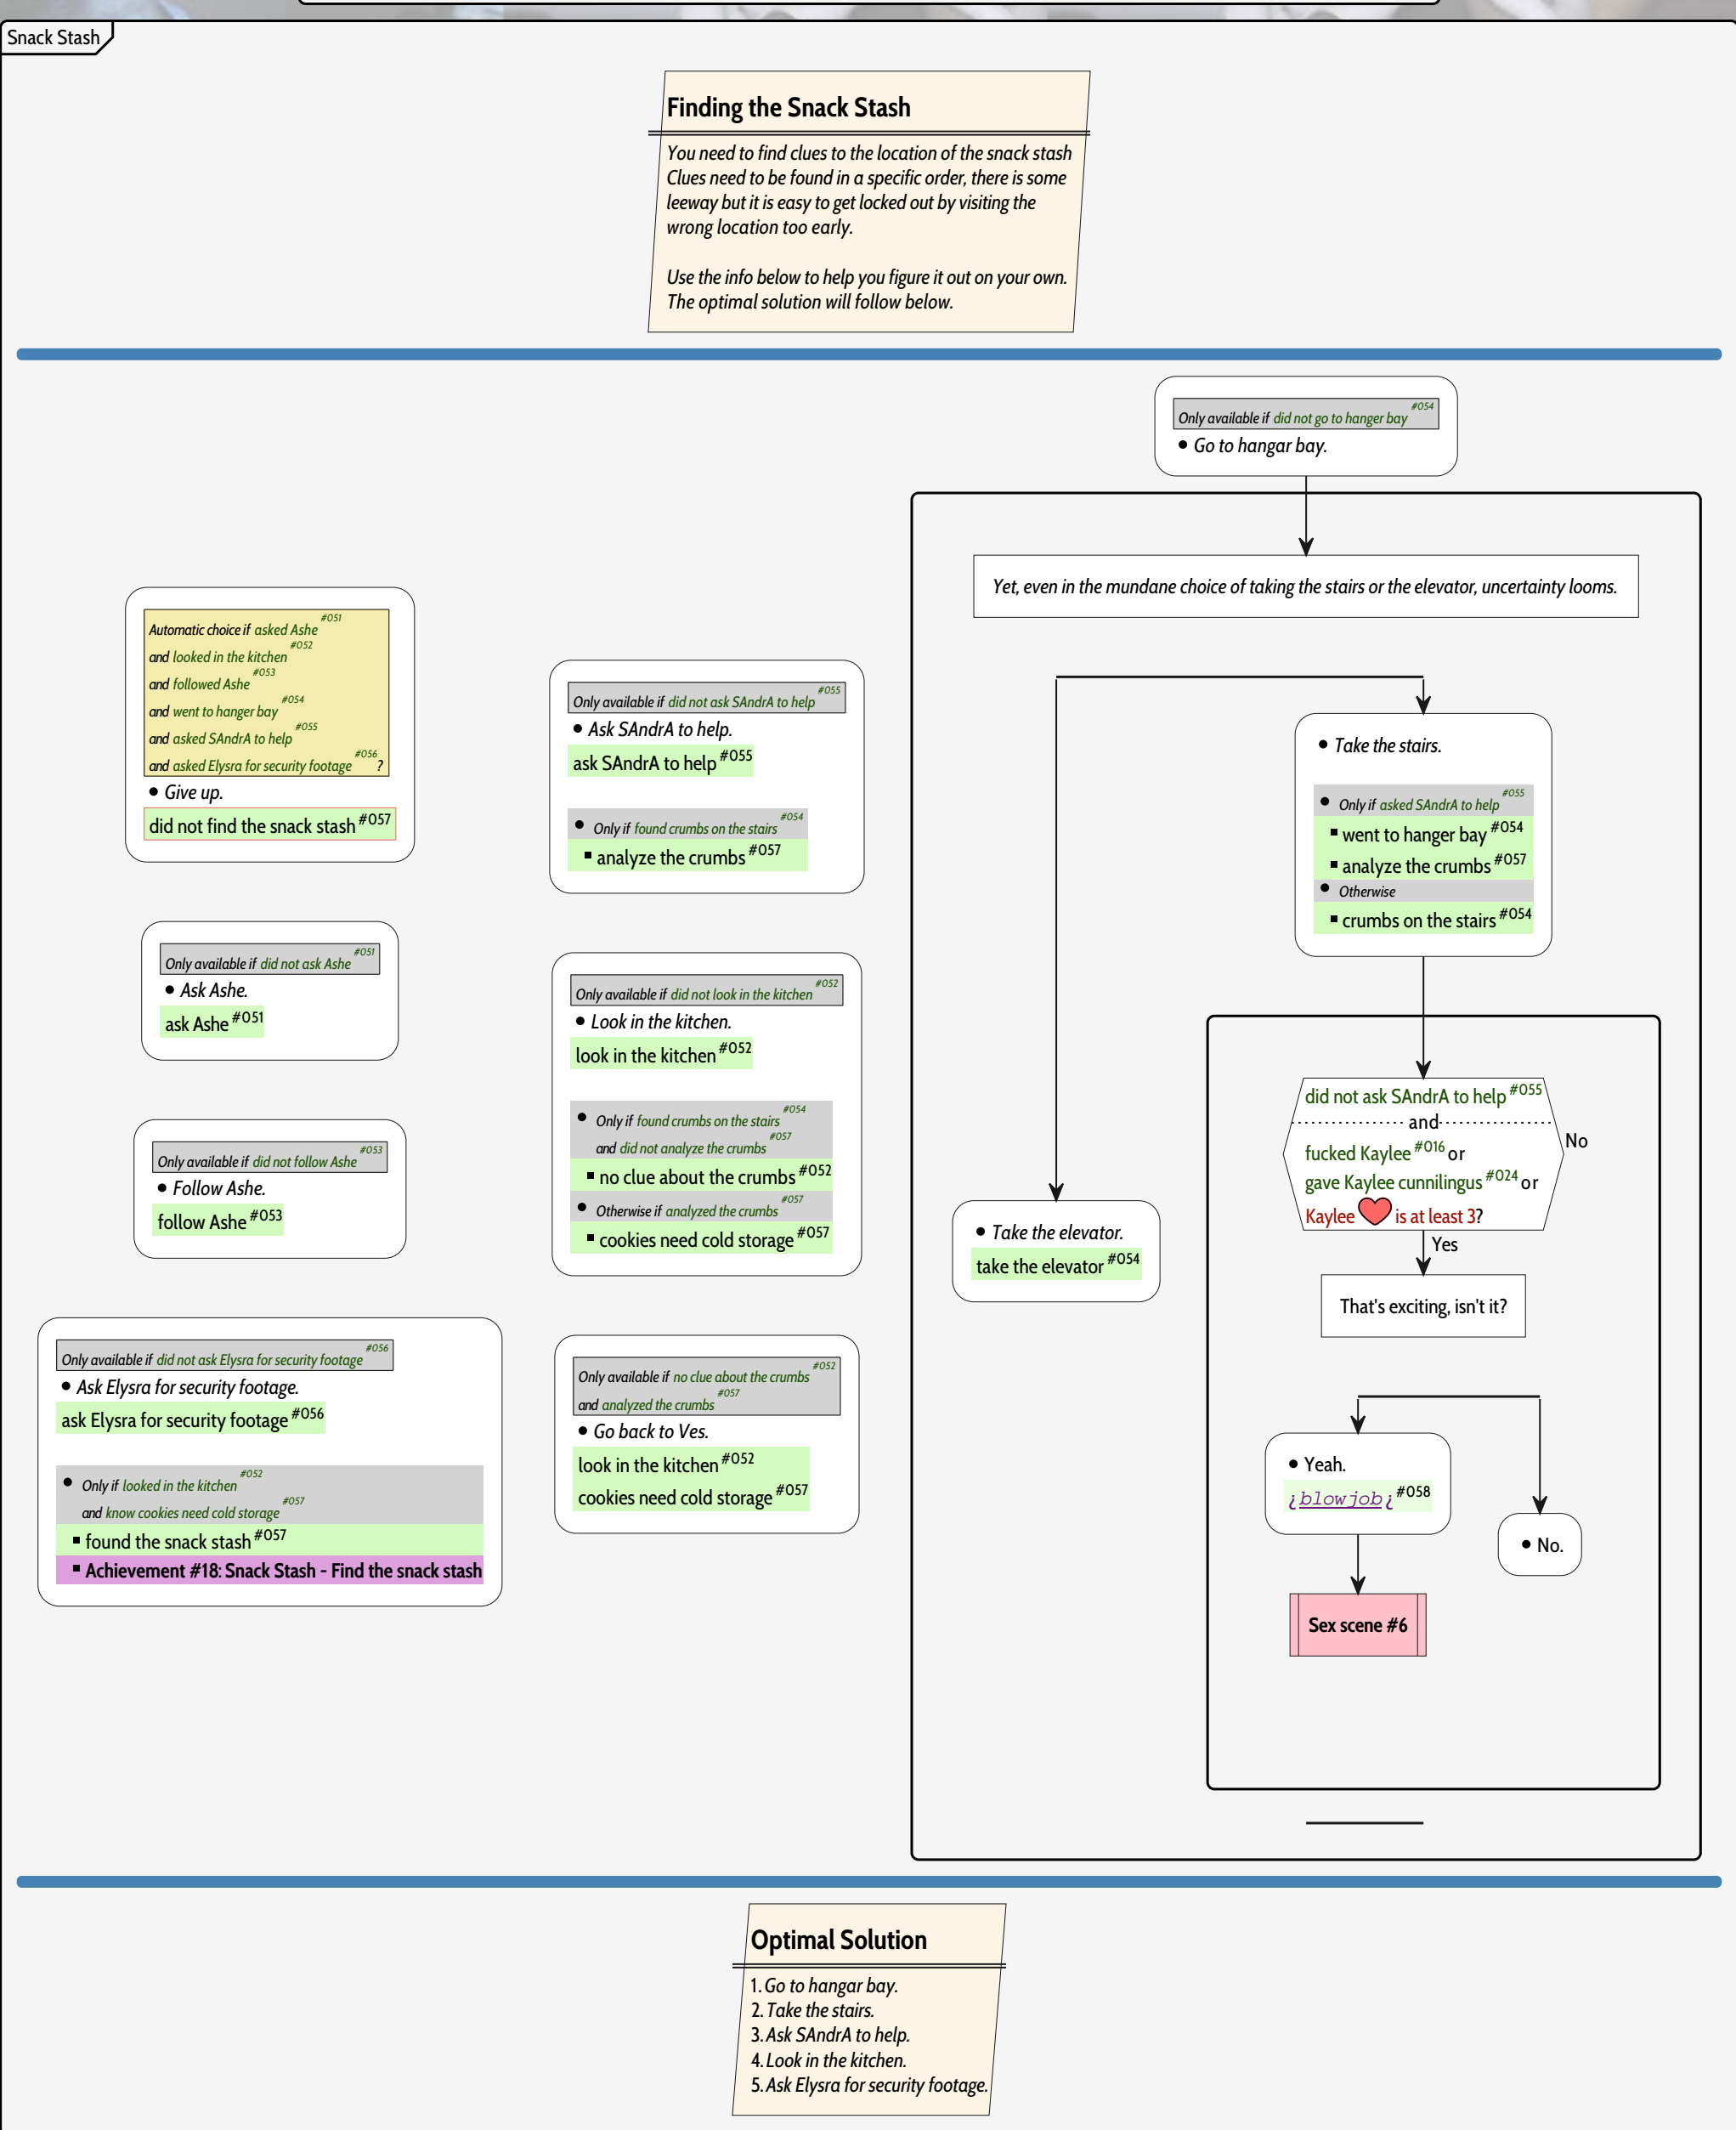 Snack Stash
Finding the Snack Stash
You need to find clues to the location of the snack stash
Clues need to be found in a specific order, there is some
leeway but it is easy to get locked out by visiting the
wrong location too early.
Use the info below to help you figure it out on your own.
The optimal solution will follow below.
Only available if did not go to hanger bay #054
• Go to hangar bay.
Yet, even in the mundane choice of taking the stairs or the elevator, uncertainty looms.
Automatic choice if asked Ashe #051
and looked in the kitchen #052
and followed Ashe #053
and went to hanger bay #054
and asked SAndrA to help #055
and asked Elysra for security footage #056 ?
• Give up.
did not find the snack stash #057
Only available if did not ask Ashe #051
• Ask Ashe.
ask Ashe #051
Only available if did not follow Ashe #053
• Follow Ashe.
follow Ashe #053
Only available if did not ask Elysra for security footage #056
• Ask Elysra for security footage.
ask Elysra for security footage #056
• Only if looked in the kitchen #052
and know cookies need cold storage #057
▪ found the snack stash #057
▪ Achievement #18: Snack Stash - Find the snack stash
Only available if did not ask SAndrA to help #055
• Ask SAndrA to help.
ask SAndrA to help #055
• Only if found crumbs on the stairs #054
▪ analyze the crumbs #057
Only available if did not look in the kitchen #052
• Look in the kitchen.
look in the kitchen #052
• Only if found crumbs on the stairs #054
and did not analyze the crumbs #057
▪ no clue about the crumbs #052
• Otherwise if analyzed the crumbs #057
▪ cookies need cold storage #057
Only available if no clue about the crumbs #052
and analyzed the crumbs #057
• Go back to Ves.
look in the kitchen #052
cookies need cold storage #057
• Take the elevator.
take the elevator #054
• Take the stairs.
• Only if asked SAndrA to help #055
▪ went to hanger bay #054
▪ analyze the crumbs #057
• Otherwise
▪ crumbs on the stairs #054
did not ask SAndrA to help #055
and
fucked Kaylee #016 or
gave Kaylee cunnilingus #024 or
Kaylee ❤ is at least 3?
No
Yes
That's exciting, isn't it?
• Yeah.
¿blowjob¿ #058
• No.
Sex scene #6
Optimal Solution
1. Go to hangar bay.
2. Take the stairs.
3. Ask SAndrA to help.
4. Look in the kitchen.
5. Ask Elysra for security footage.